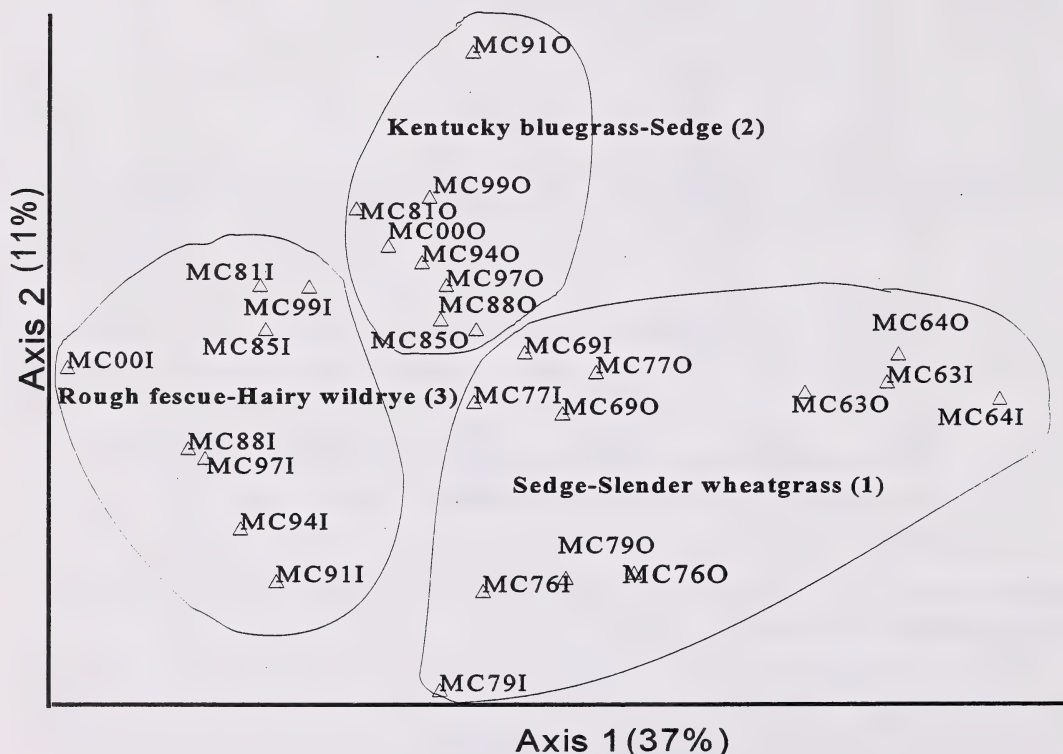 MC91O
Kentucky bluegrass-Sedge (2)
MC99O
MC81O
MC00O
MC94O
MC97O
MC88O
MC85O
MC81I
MC99I
MC85I
MC00I
Rough fescue-Hairy wildrye (3)
MC88I
MC97I
MC94I
MC91I
MC69I
MC77O
MC77I
MC69O
MC64O
MC63I
MC63O
MC64I
Sedge-Slender wheatgrass (1)
MC79O
MC76I
MC76O
MC79I
Axis 2 (11%)
Axis 1 (37%)